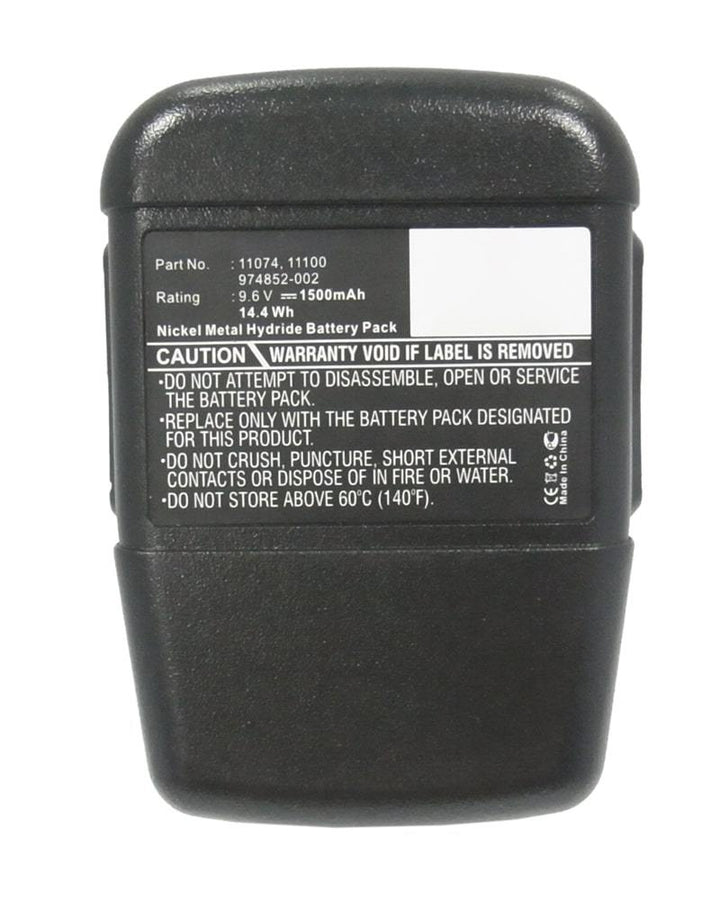 Part No. : 11074, 11100
974852-002
Rating : 9.6 V ⎓ 1500mAh
14.4 Wh
Nickel Metal Hydride Battery Pack
CAUTION WARRANTY VOID IF LABEL IS REMOVED
•DO NOT ATTEMPT TO DISASSEMBLE, OPEN OR SERVICE
THE BATTERY PACK.
•REPLACE ONLY WITH THE BATTERY PACK DESIGNATED
FOR THIS PRODUCT.
•DO NOT CRUSH, PUNCTURE, SHORT EXTERNAL
CONTACTS OR DISPOSE OF IN FIRE OR WATER.
•DO NOT STORE ABOVE 60°C (140°F).
CE
Made In China